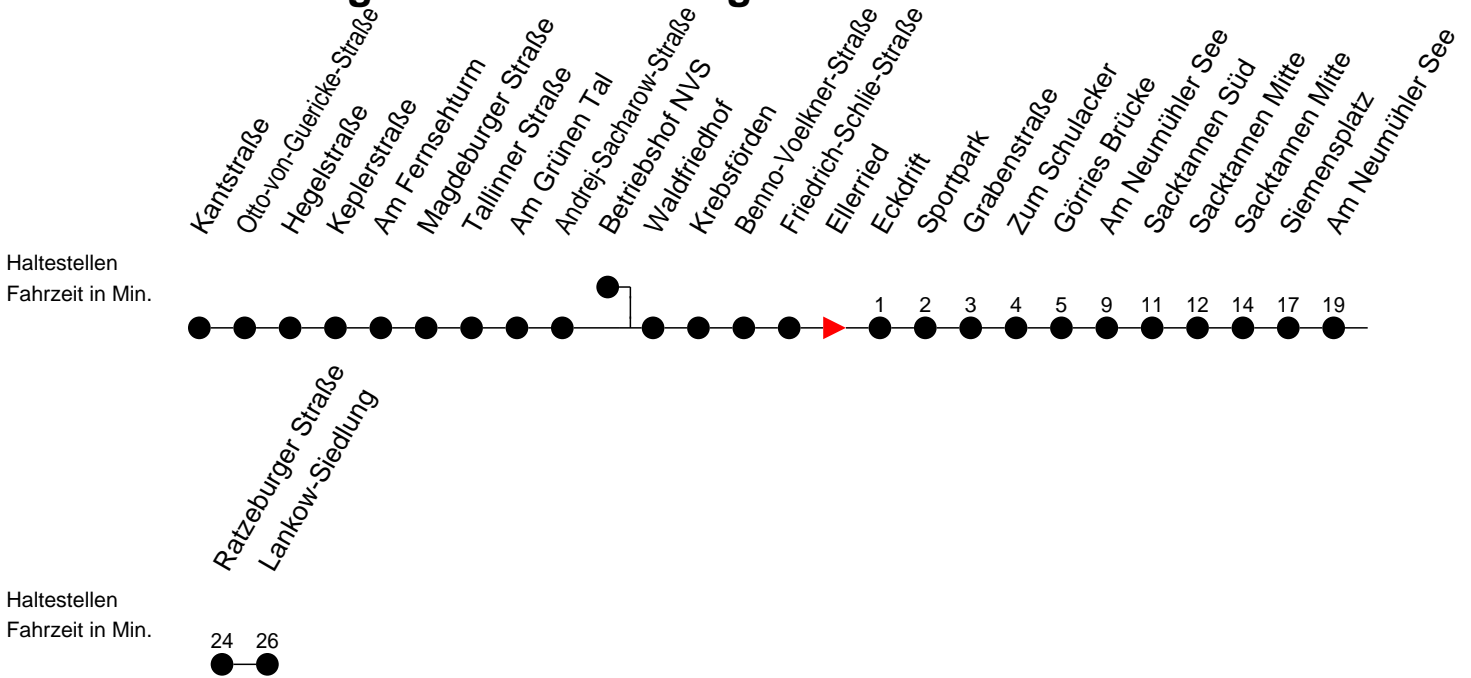 Kantstraße
Otto-von-Guericke-Straße
Hegelstraße
Keplerstraße
Am Fernsehturm
Magdeburger Straße
Tallinner Straße
Am Grünen Tal
Andrej-Sacharow-Straße
Betriebshof NVS
Waldfriedhof
Krebsförden
Benno-Voelkner-Straße
Friedrich-Schlie-Straße
Ellerried
Eckdrift
Sportpark
Grabenstraße
Zum Schulacker
Görries Brücke
Am Neumühler See
Sacktannen Süd
Sacktannen Mitte
Sacktannen Mitte
Siemensplatz
Am Neumühler See
Haltestellen
Fahrzeit in Min.
1 2 3 4 5 9 11 12 14 17 19
Ratzeburger Straße
Lankow-Siedlung
Haltestellen
Fahrzeit in Min.
24 26